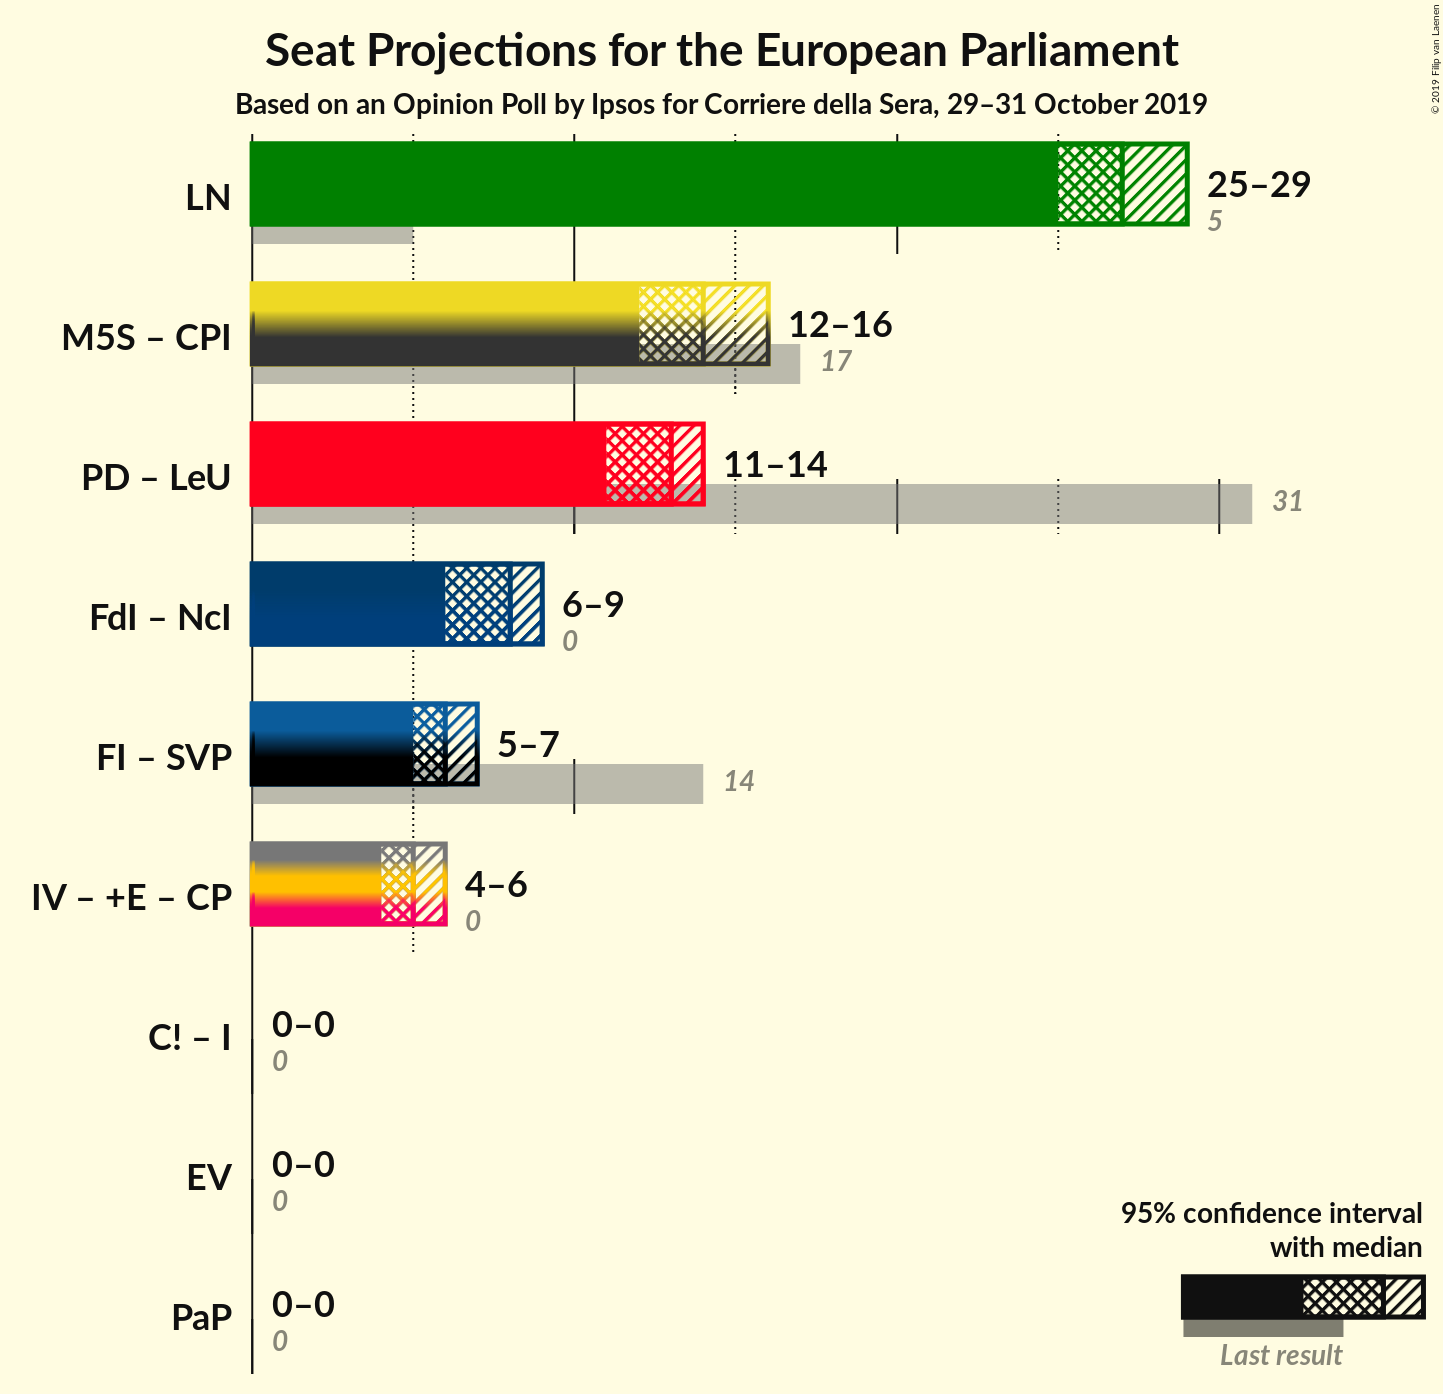 Seat Projections for the European Parliament
Based on an Opinion Poll by Ipsos for Corriere della Sera, 29–31 October 2019
© 2019 Filip van Laenen
LN
25–29
5
M5S – CPI
12–16
17
PD – LeU
11–14
31
FdI – NcI
6–9
0
FI – SVP
5–7
14
IV – +E – CP
4–6
0
C! – I
0–0
0
EV
0–0
0
PaP
0–0
0
95% confidence interval
with median
Last result